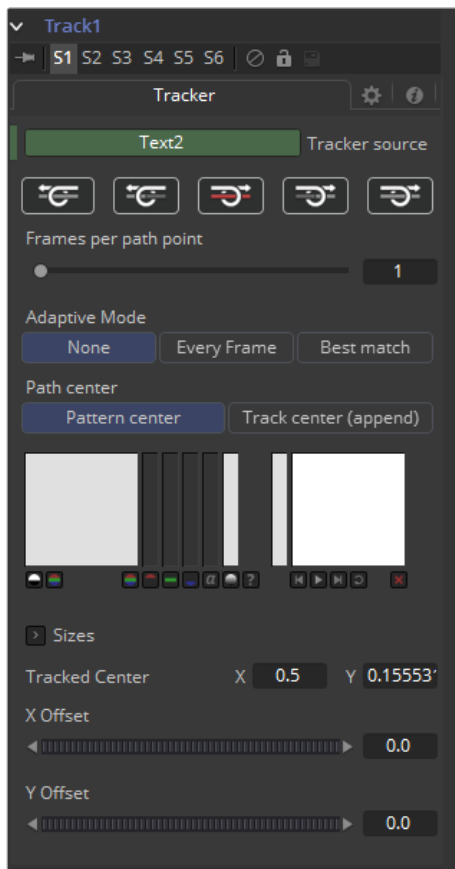 Track1
S1 S2 S3 S4 S5 S6
Tracker
Text2 Tracker source
Frames per path point
1
Adaptive Mode
None Every Frame Best match
Path center
Pattern center Track center (append)
α ?
Sizes
Tracked Center X 0.5 Y 0.15553
X Offset
0.0
Y Offset
0.0